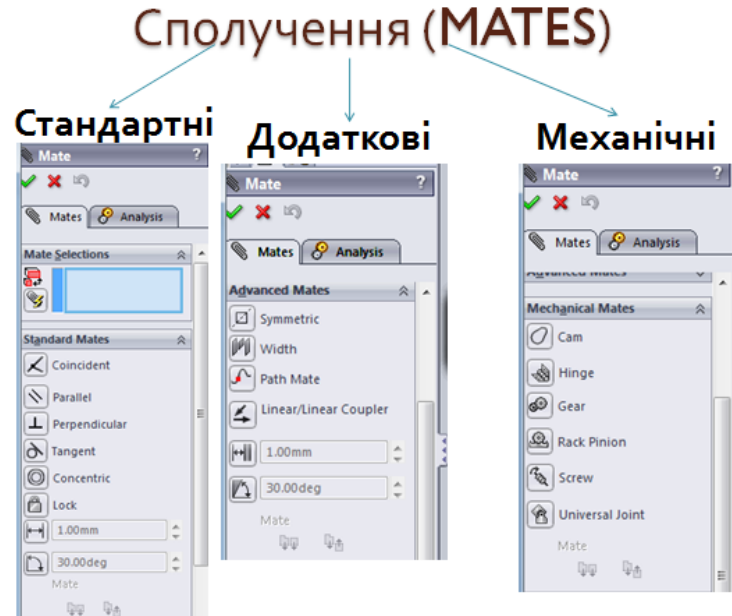 Сполучення (MATES)
Стандартні
Mate ?
Mates Analysis
Mate Selections
Standard Mates
Coincident
Parallel
Perpendicular
Tangent
Concentric
Lock
1.00mm
30.00deg
Mate
Додаткові
Mate ?
Mates Analysis
Advanced Mates
Symmetric
Width
Path Mate
Linear/Linear Coupler
1.00mm
30.00deg
Mate
Механічні
Mate ?
Mates Analysis
Advanced Mates
Mechanical Mates
Cam
Hinge
Gear
Rack Pinion
Screw
Universal Joint
Mate